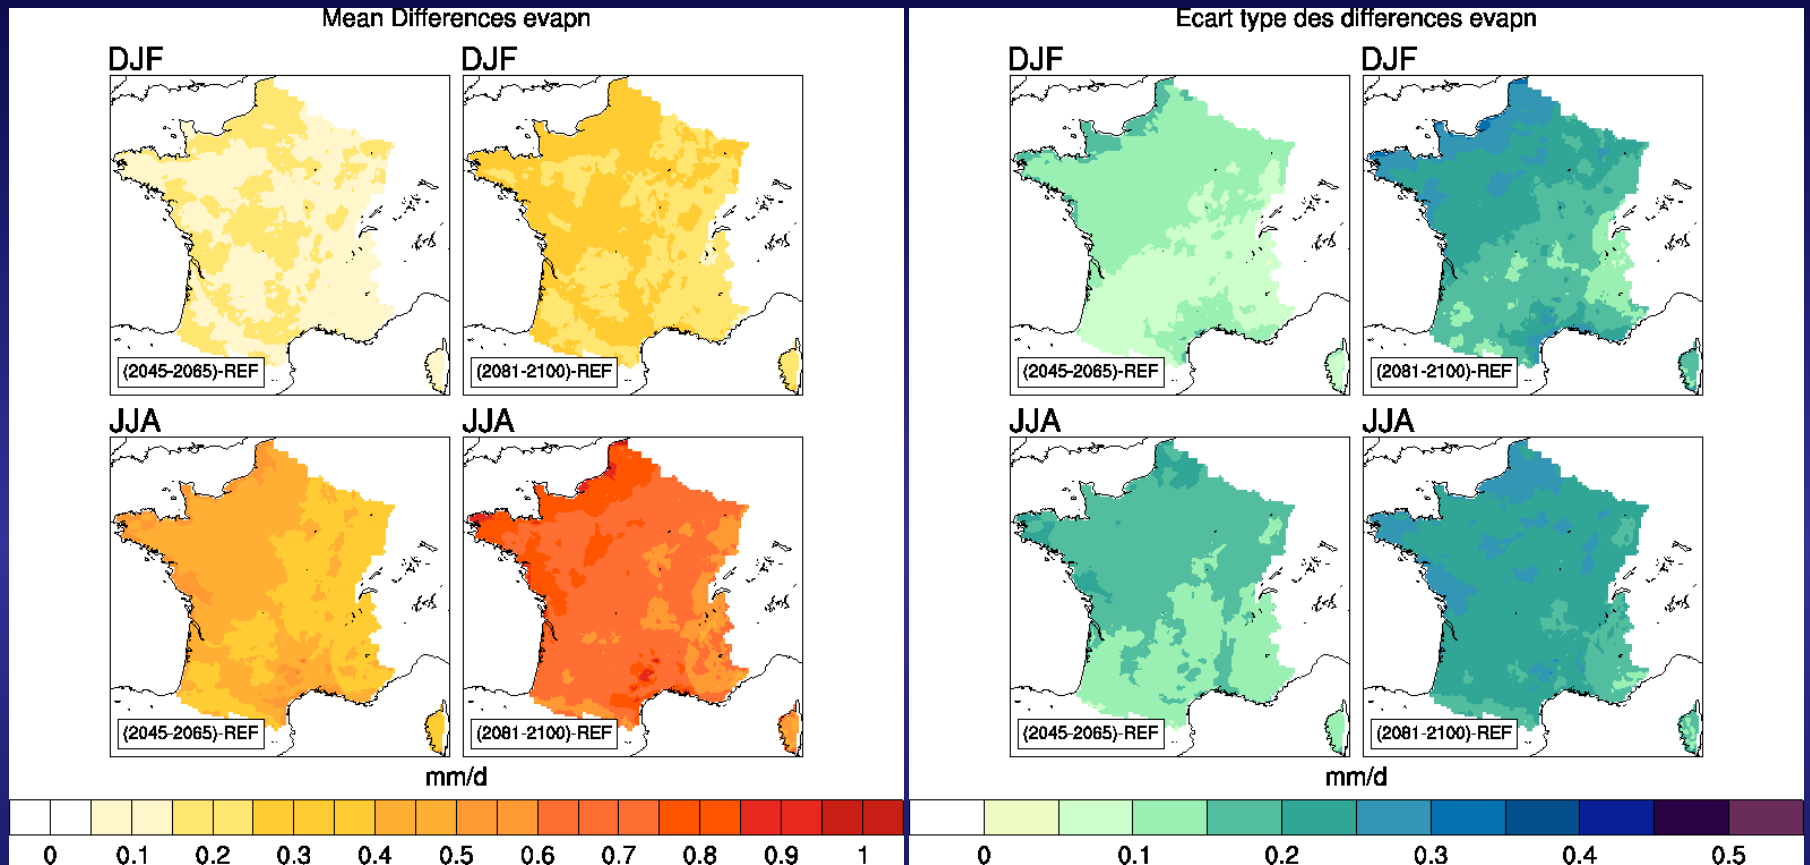 Mean Differences evapn
DJF
DJF
(2045-2065)-REF
(2081-2100)-REF
JJA
JJA
(2045-2065)-REF
(2081-2100)-REF
mm/d
0 0.1 0.2 0.3 0.4 0.5 0.6 0.7 0.8 0.9 1
Ecart type des differences evapn
DJF
DJF
(2045-2065)-REF
(2081-2100)-REF
JJA
JJA
(2045-2065)-REF
(2081-2100)-REF
mm/d
0 0.1 0.2 0.3 0.4 0.5